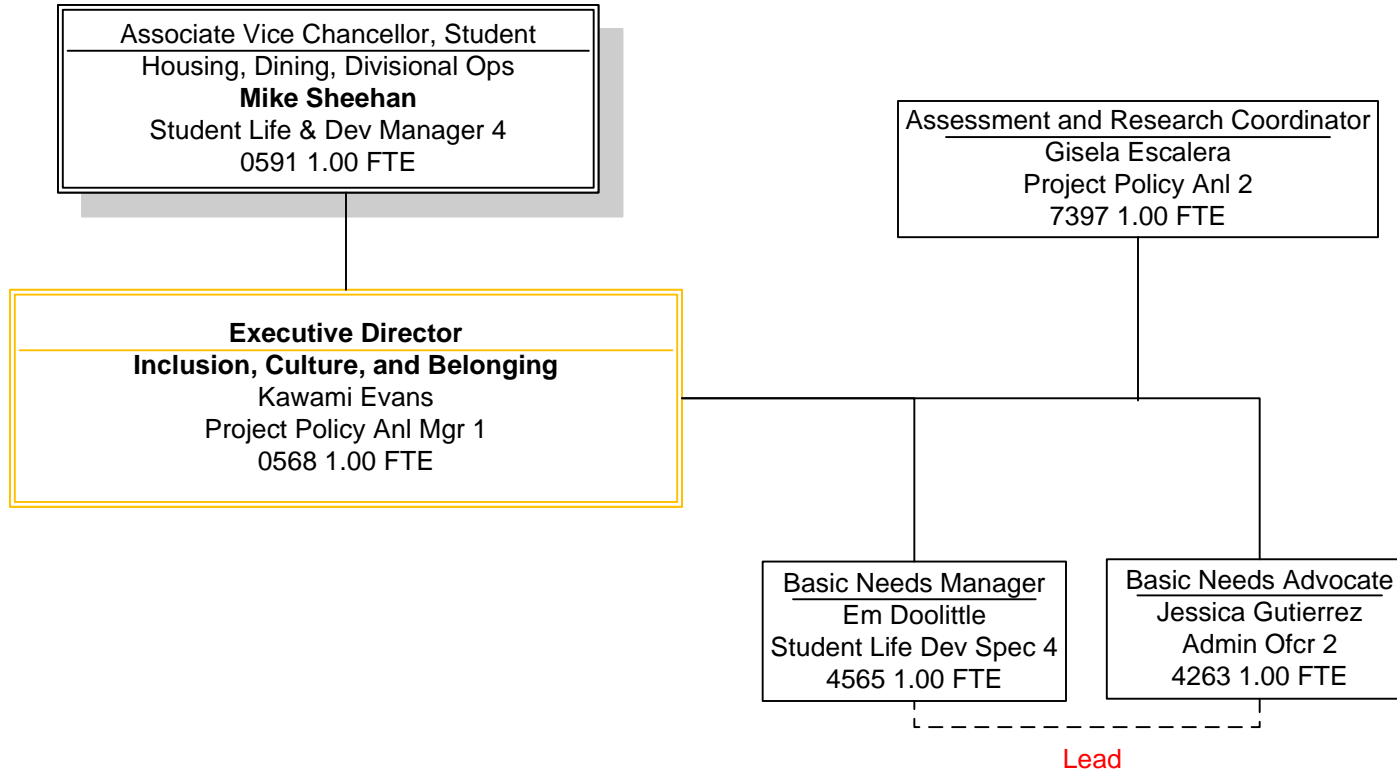 Associate Vice Chancellor, Student
Housing, Dining, Divisional Ops
Mike Sheehan
Student Life & Dev Manager 4
0591 1.00 FTE
Assessment and Research Coordinator
Gisela Escalera
Project Policy Anl 2
7397 1.00 FTE
Executive Director
Inclusion, Culture, and Belonging
Kawami Evans
Project Policy Anl Mgr 1
0568 1.00 FTE
Basic Needs Manager
Em Doolittle
Student Life Dev Spec 4
4565 1.00 FTE
Basic Needs Advocate
Jessica Gutierrez
Admin Ofcr 2
4263 1.00 FTE
Lead